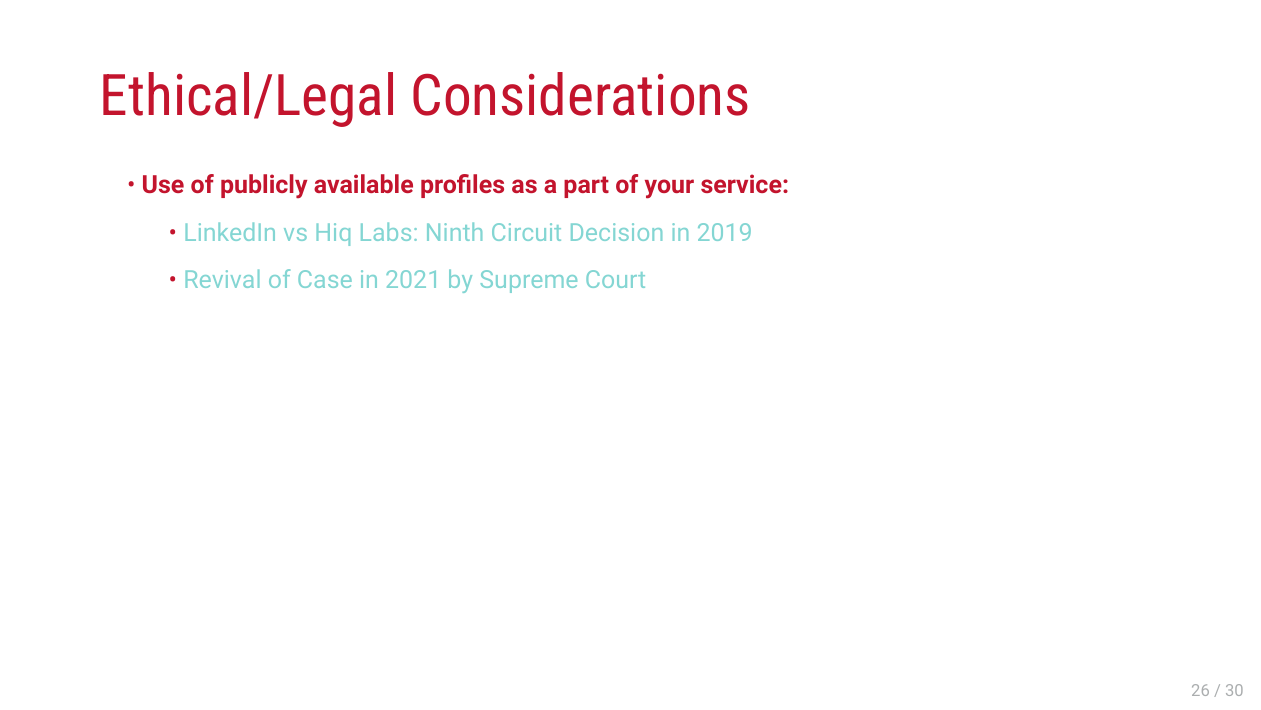 Ethical/Legal Considerations
• Use of publicly available profiles as a part of your service:
• LinkedIn vs Hiq Labs: Ninth Circuit Decision in 2019
• Revival of Case in 2021 by Supreme Court
26 / 30